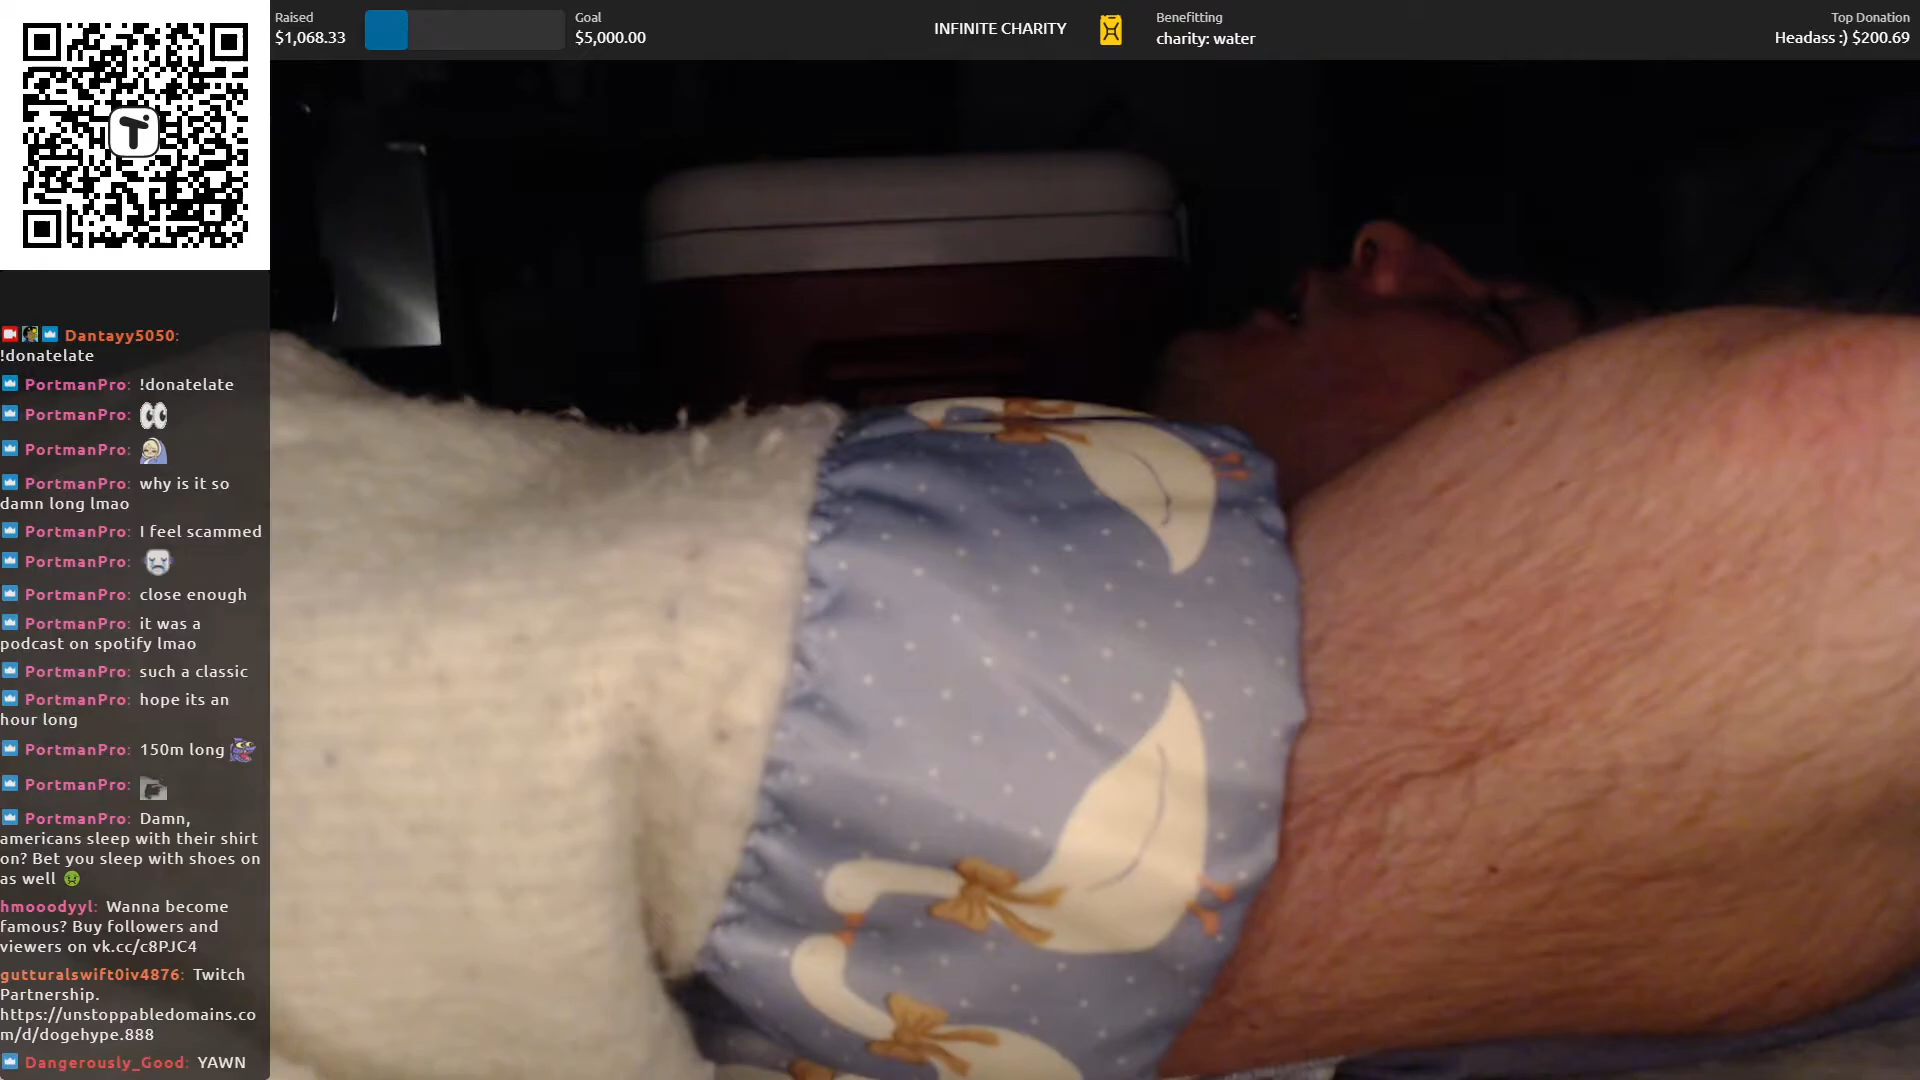 Raised
$1,068.33
Goal
$5,000.00
INFINITE CHARITY
Benefitting
charity: water
Top Donation
Headass :) $200.69
T
Dantayy5050:
!donatelate
PortmanPro: !donatelate
PortmanPro:
PortmanPro:
PortmanPro: why is it so
damn long lmao
PortmanPro: I feel scammed
PortmanPro:
PortmanPro: close enough
PortmanPro: it was a
podcast on spotify lmao
PortmanPro: such a classic
PortmanPro: hope its an
hour long
PortmanPro: 150m long
PortmanPro:
PortmanPro: Damn,
americans sleep with their shirt
on? Bet you sleep with shoes on
as well
hmooodyyl: Wanna become
famous? Buy followers and
viewers on vk.cc/c8PJC4
gutturalswift0iv4876: Twitch
Partnership.
https://unstoppabledomains.co
m/d/dogehype.888
Dangerously_Good: YAWN